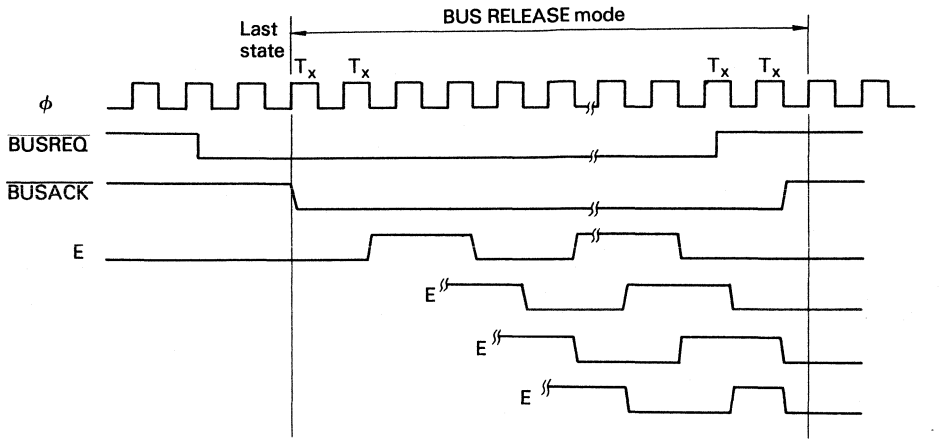 BUS RELEASE mode
Last
state
Tx Tx Tx Tx
φ
BUSREQ
BUSACK
E
E
E
E